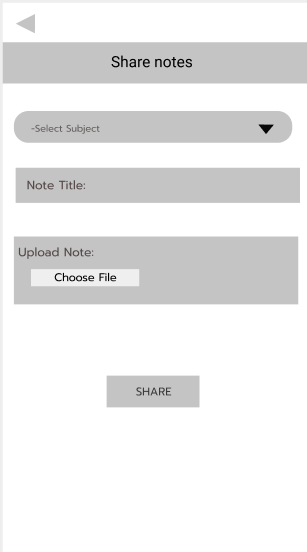 Share notes
-Select Subject
Note Title:
Upload Note:
Choose File
SHARE